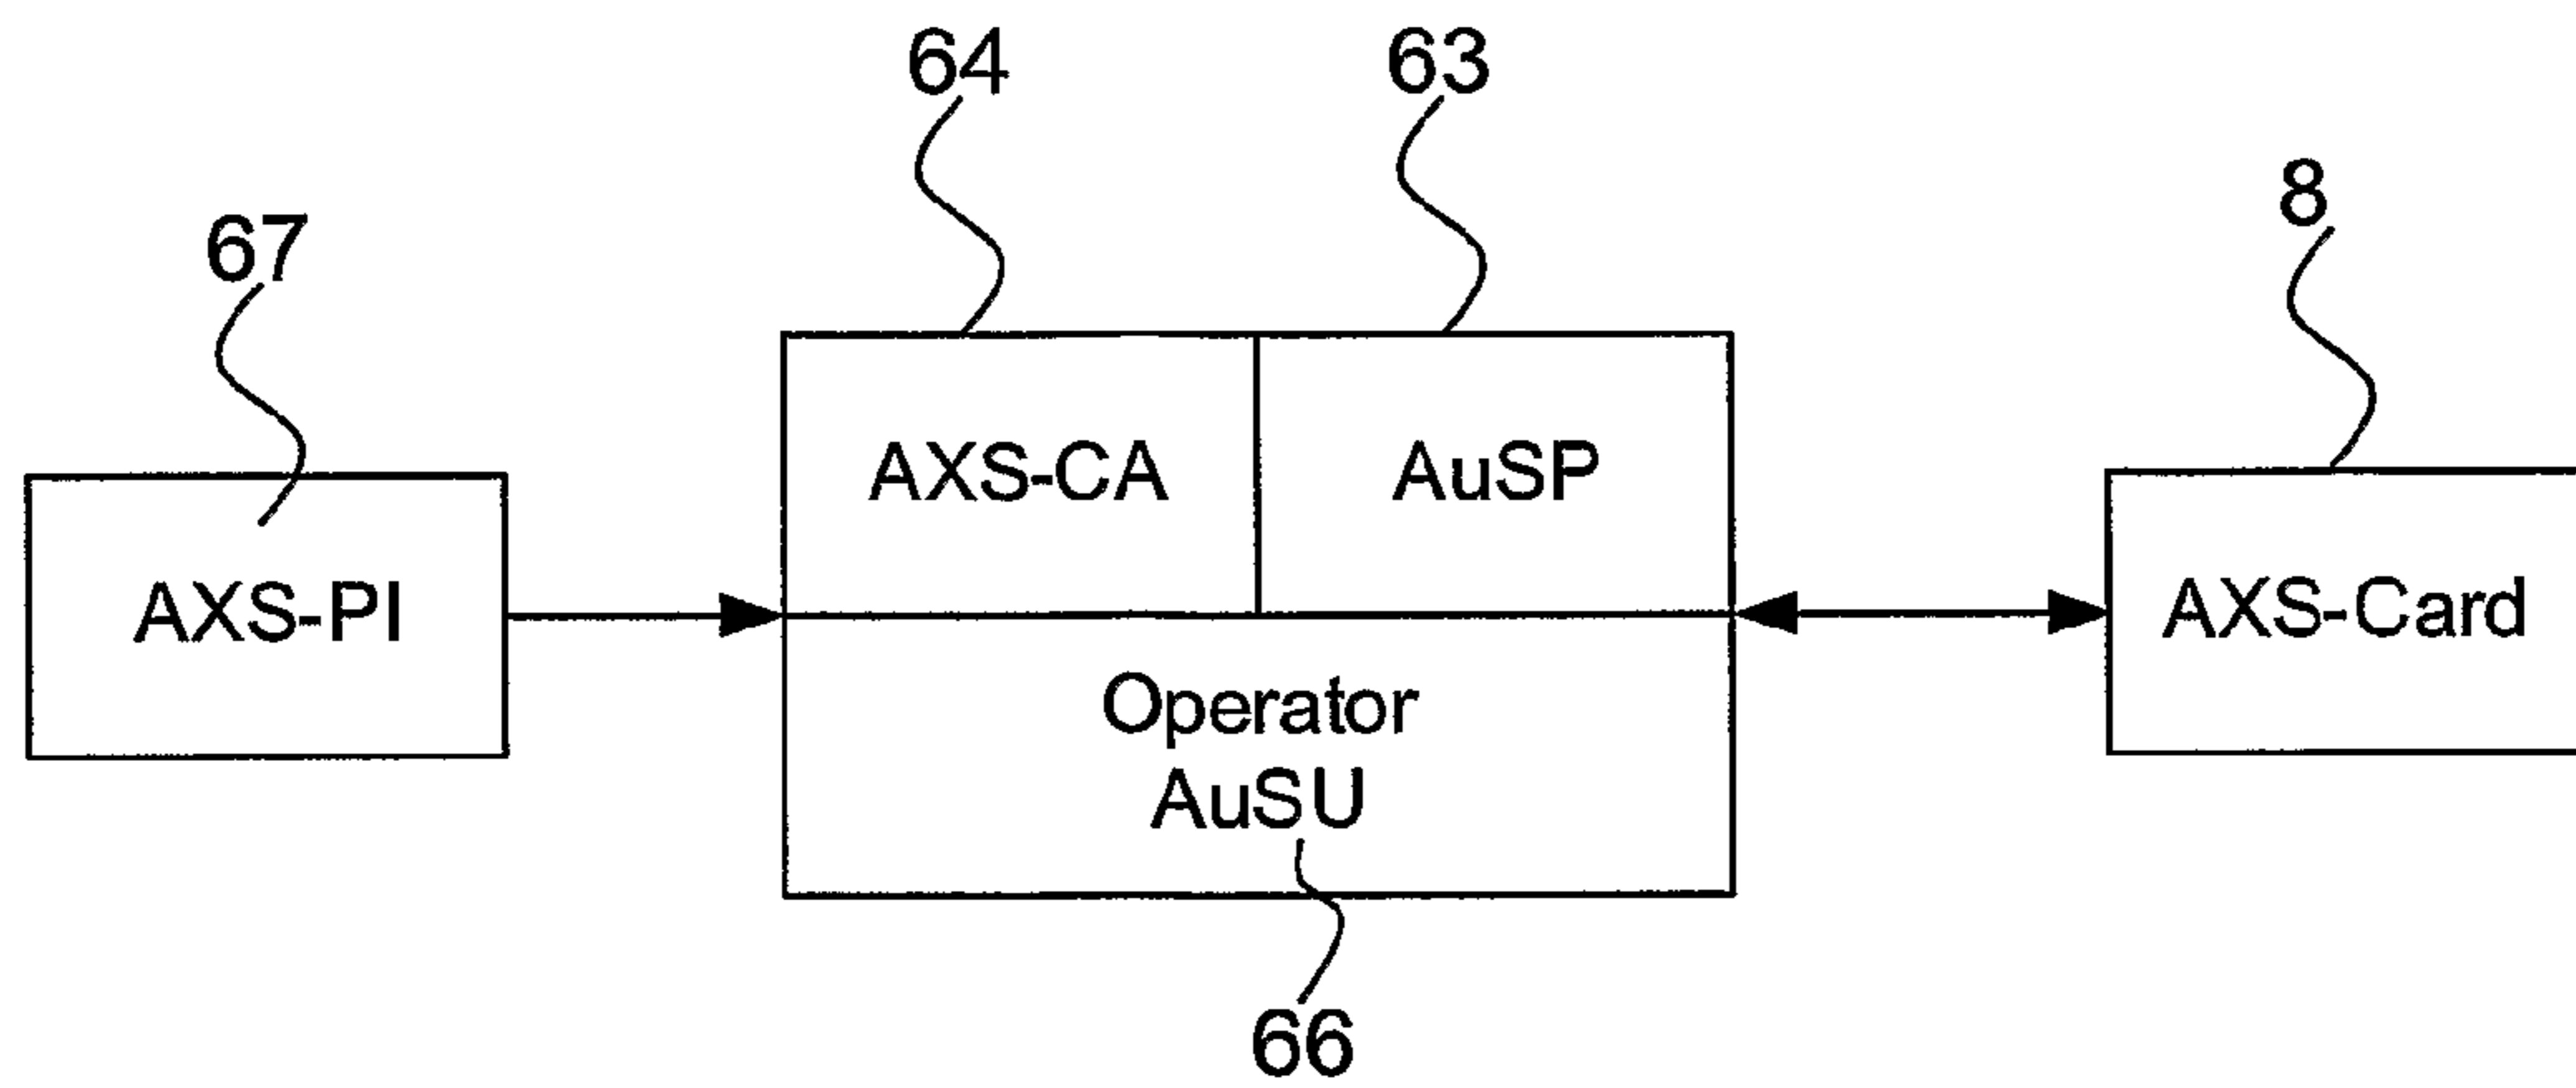 64
63
8
67
AXS-CA
AuSP
AXS-PI
AXS-Card
Operator
AuSU
66